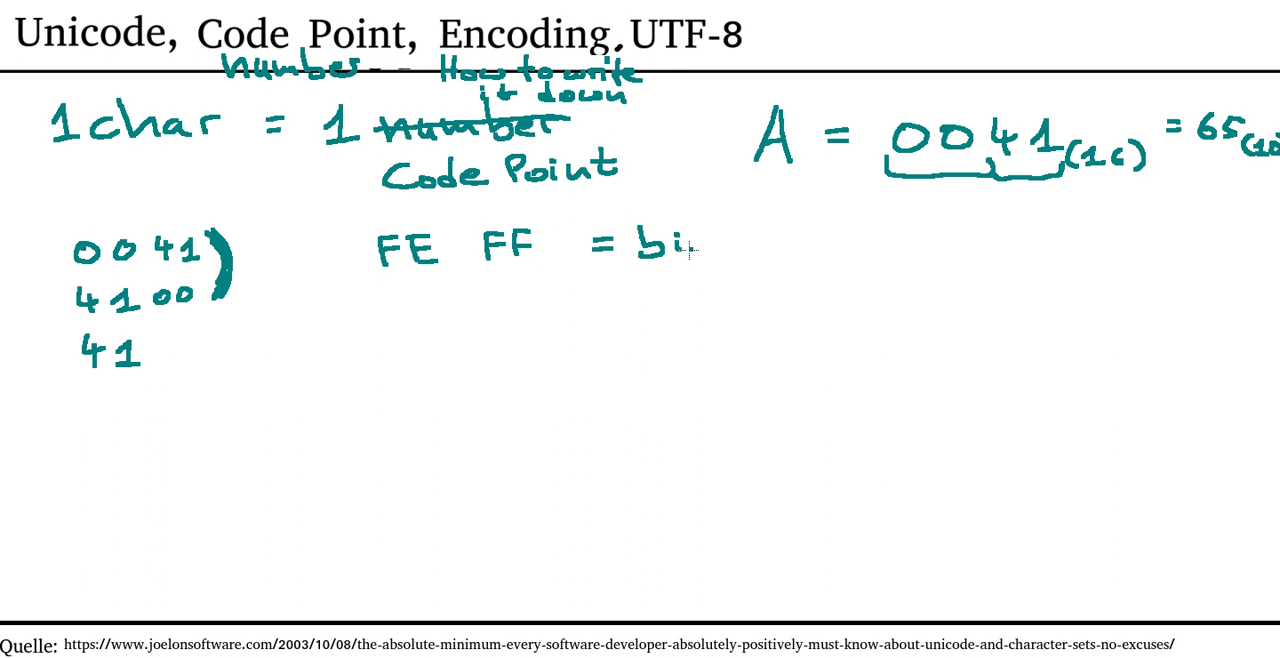 Unicode, Code Point, Encoding, UTF-8
number -- How to write
it down
1 char = 1 number
Code Point
A = 0041(16) = 65(10
0041)
4100
41
FE FF = bi
Quelle: https://www.joelonsoftware.com/2003/10/08/the-absolute-minimum-every-software-developer-absolutely-positively-must-know-about-unicode-and-character-sets-no-excuses/